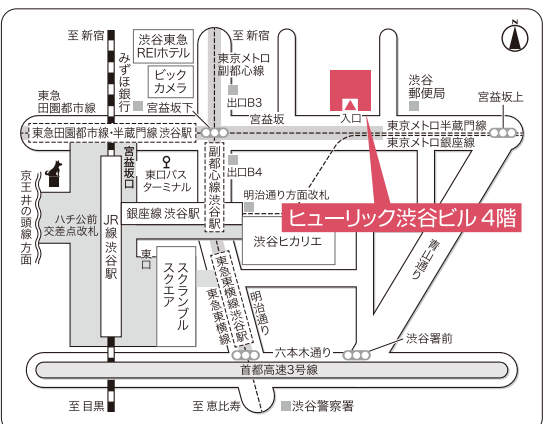 至 新宿
渋谷東急
REIホテル
至 新宿
N
みずほ銀行
ビック
カメラ
東京メトロ
副都心線
渋谷
郵便局
東急
田園都市線
宮益坂下
出口B3
宮益坂
入口
宮益坂上
東急田園都市線・半蔵門線 渋谷駅
東京メトロ半蔵門線
東京メトロ銀座線
宮益坂口
東口バス
ターミナル
副都心線 渋谷駅
出口B4
明治通り方面改札
京王井の頭線方面
ハチ公前
交差点改札
JR線 渋谷駅
銀座線 渋谷駅
ヒューリック渋谷ビル 4階
渋谷ヒカリエ
東口
スクランブル
スクエア
東急東横線 渋谷駅
東急東横線
明治通り
青山通り
六本木通り
渋谷署前
首都高速3号線
至 目黒
至 恵比寿
渋谷警察署